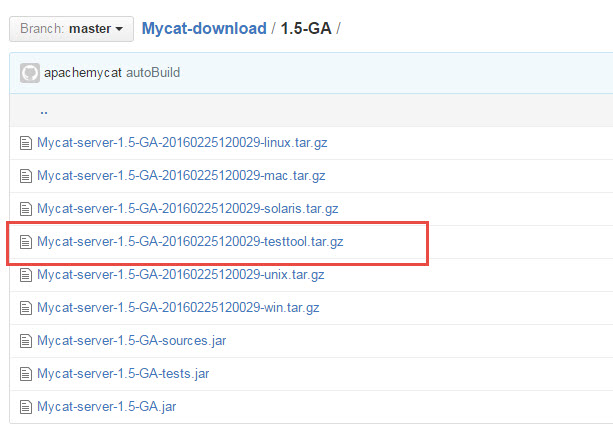 Branch: master Mycat-download / 1.5-GA /
apachemycat autoBuild
..
Mycat-server-1.5-GA-20160225120029-linux.tar.gz
Mycat-server-1.5-GA-20160225120029-mac.tar.gz
Mycat-server-1.5-GA-20160225120029-solaris.tar.gz
Mycat-server-1.5-GA-20160225120029-testtool.tar.gz
Mycat-server-1.5-GA-20160225120029-unix.tar.gz
Mycat-server-1.5-GA-20160225120029-win.tar.gz
Mycat-server-1.5-GA-sources.jar
Mycat-server-1.5-GA-tests.jar
Mycat-server-1.5-GA.jar